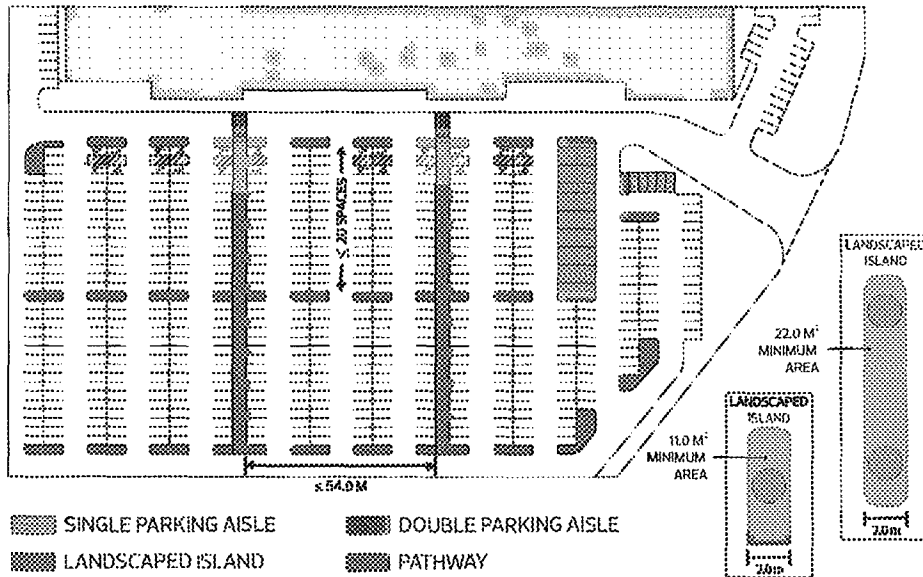 ≤ 20 SPACES
≤ 54.0 M
LANDSCAPED
ISLAND
22.0 M²
MINIMUM
AREA
LANDSCAPED
ISLAND
11.0 M²
MINIMUM
AREA
2.0m
2.0m
SINGLE PARKING AISLE
DOUBLE PARKING AISLE
LANDSCAPED ISLAND
PATHWAY